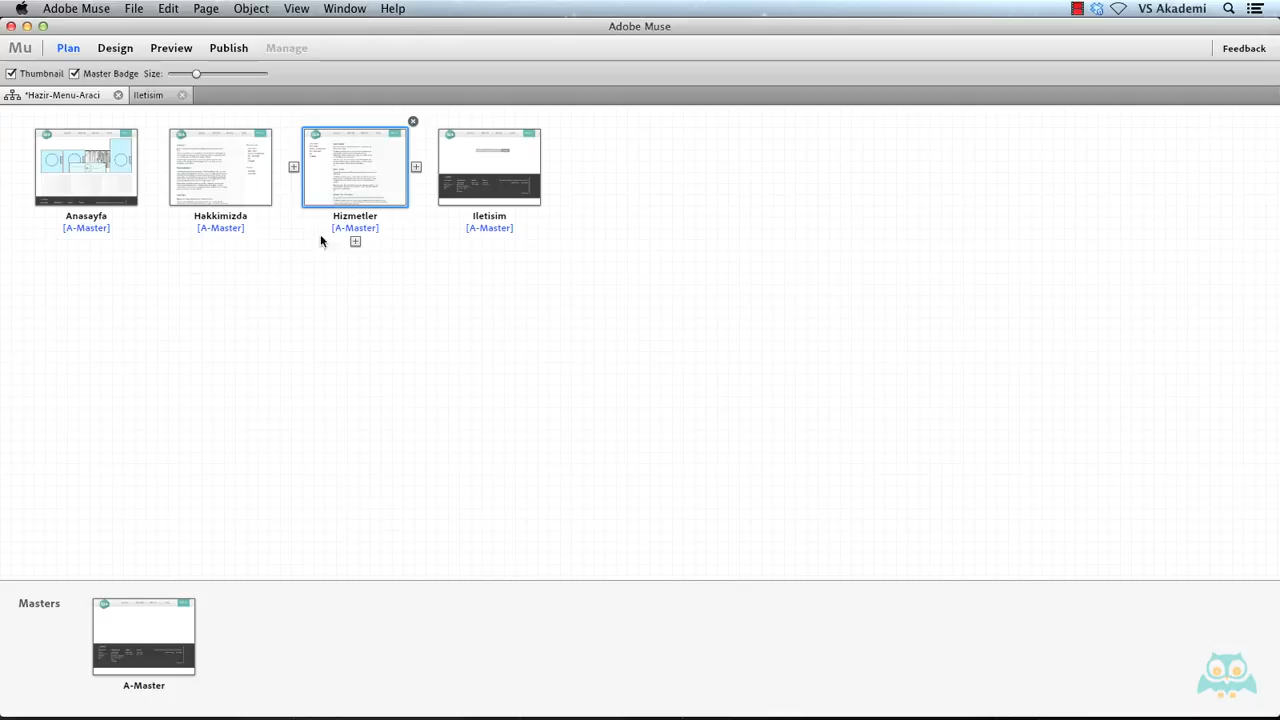 Adobe Muse File Edit Page Object View Window Help VS Akademi
Adobe Muse
Mu Plan Design Preview Publish Manage Feedback
Thumbnail Master Badge Size:
*Hazir-Menu-Araci Iletisim
Anasayfa Hakkimizda Hizmetler Iletisim
[A-Master] [A-Master] [A-Master] [A-Master]
Masters
A-Master